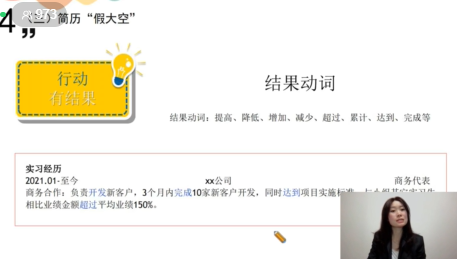 4
973
（三）简历“假大空”
行动
有结果
结果动词
结果动词：提高、降低、增加、减少、超过、累计、达到、完成等
实习经历
2021.01-至今 xx公司 商务代表
商务合作：负责开发新客户，3个月内完成10家新客户开发，同时达到项目实施标准，
相比业绩金额超过平均业绩150%。